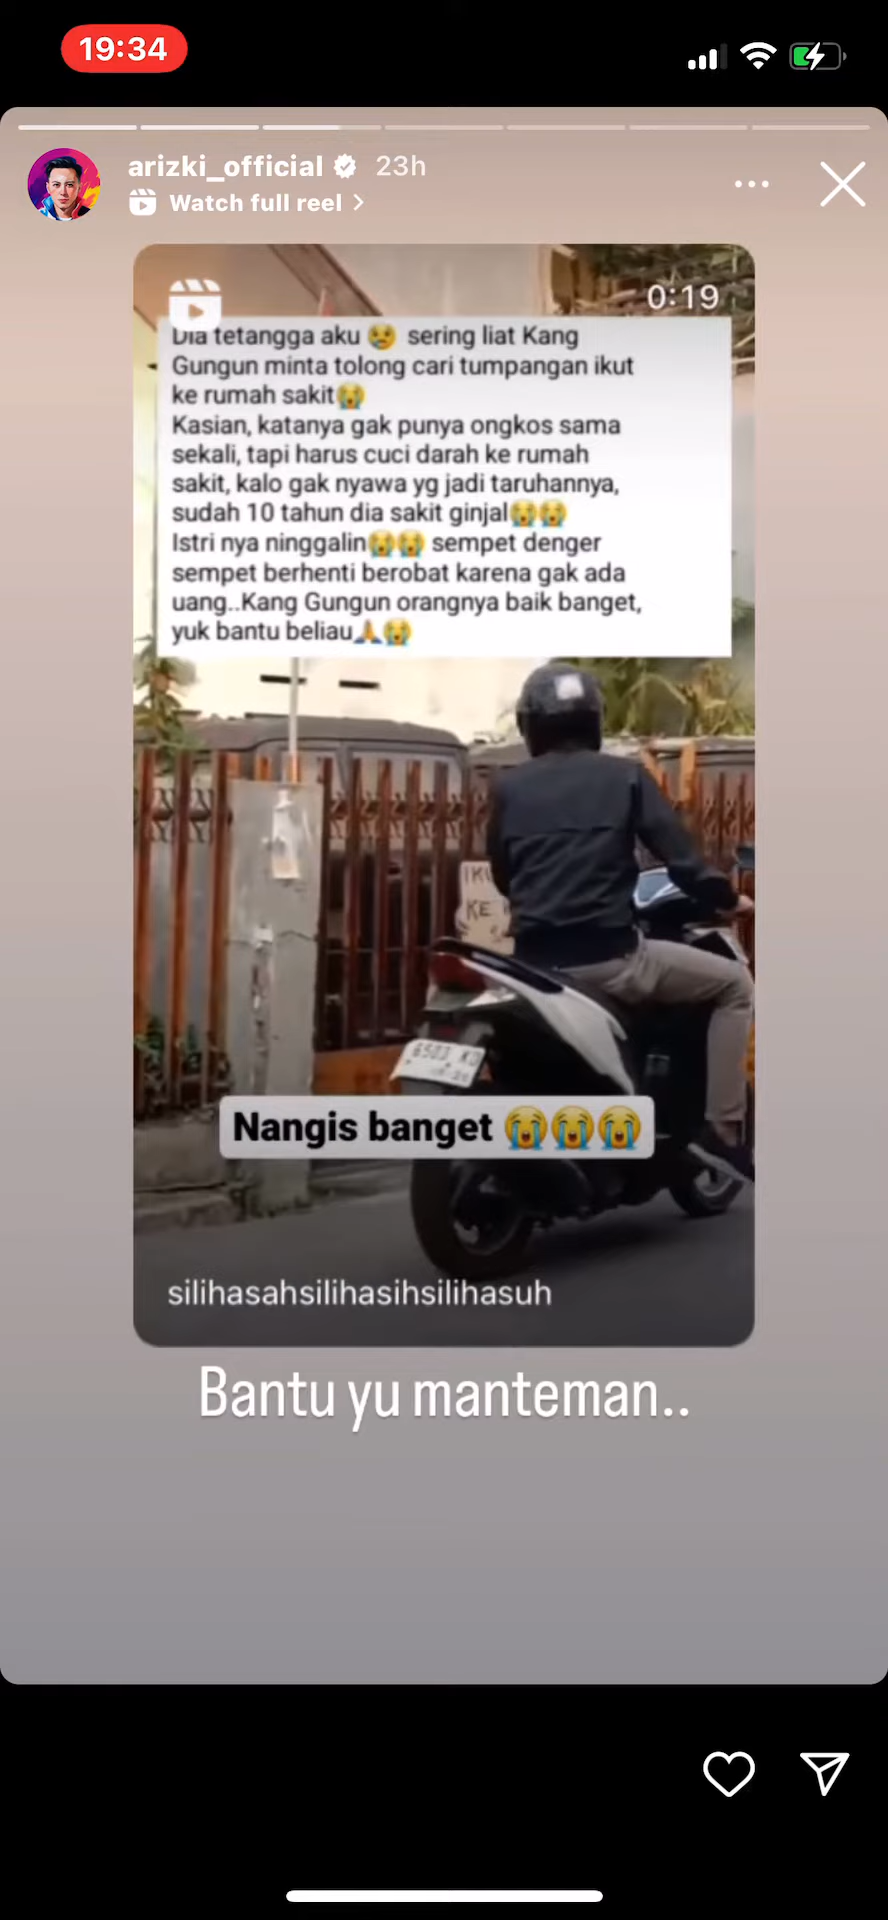 19:34
arizki_official 23h
Watch full reel >
0:19
Dia tetangga aku 😢 sering liat Kang
Gungun minta tolong cari tumpangan ikut
ke rumah sakit😭
Kasian, katanya gak punya ongkos sama
sekali, tapi harus cuci darah ke rumah
sakit, kalo gak nyawa yg jadi taruhannya,
sudah 10 tahun dia sakit ginjal😭😭
Istri nya ninggalin😭😭 sempet denger
sempet berhenti berobat karena gak ada
uang..Kang Gungun orangnya baik banget,
yuk bantu beliau🙏😭
KE
Nangis banget 😭😭😭
silihasahsilihasihsilihasuh
Bantu yu manteman..